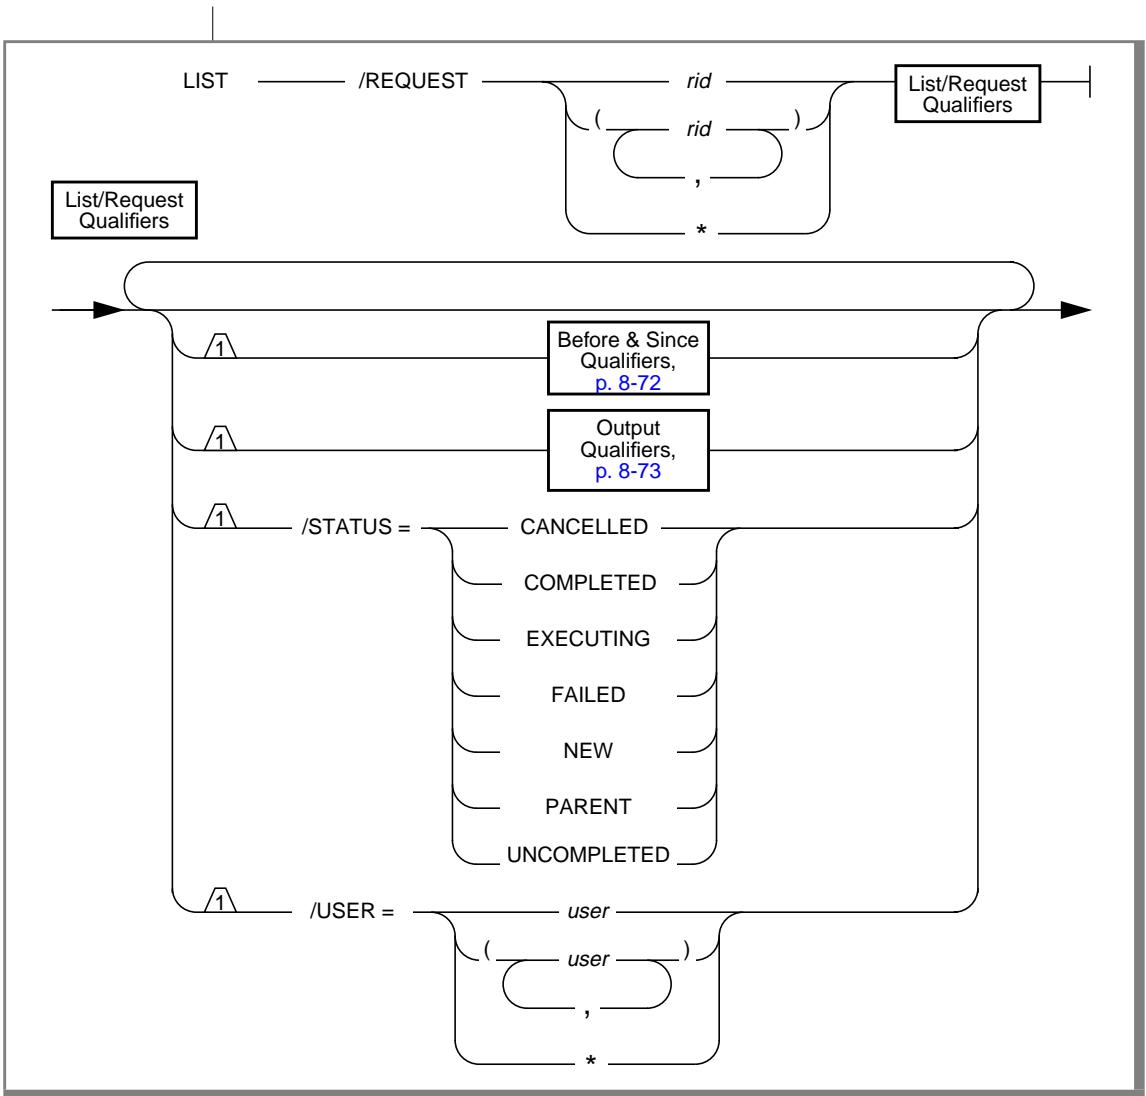 LIST /REQUEST rid List/Request
Qualifiers
( rid )
,
*
List/Request
Qualifiers
1 Before & Since
Qualifiers,
p. 8-72
1 Output
Qualifiers,
p. 8-73
1 /STATUS = CANCELLED
COMPLETED
EXECUTING
FAILED
NEW
PARENT
UNCOMPLETED
1 /USER = user
( user )
,
*